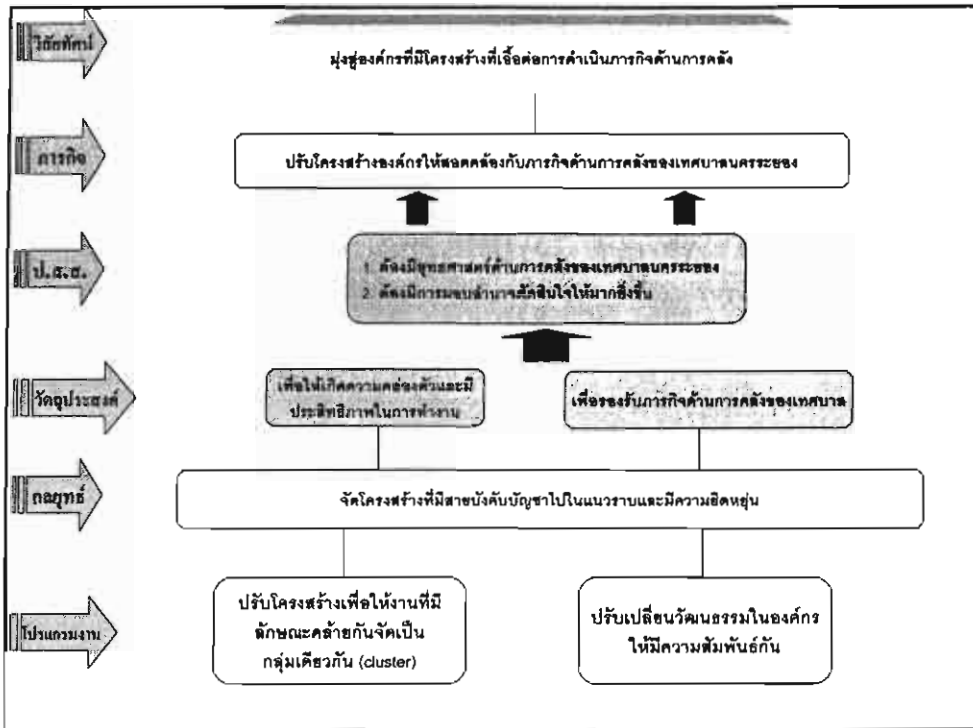 วิสัยทัศน์
มุ่งสู่องค์กรที่มีโครงสร้างที่เอื้อต่อการดำเนินภารกิจด้านการคลัง
ภารกิจ
ปรับโครงสร้างองค์กรให้สอดคล้องกับภารกิจด้านการคลังของเทศบาลนครระยอง
ป.ส.ส.
1. ต้องมียุทธศาสตร์ด้านการคลังของเทศบาลนครระยอง
2. ต้องมีการมอบอำนาจตัดสินใจให้มากยิ่งขึ้น
วัตถุประสงค์
เพื่อให้เกิดความคล่องตัวและมี
ประสิทธิภาพในการทำงาน
เพื่อรองรับภารกิจด้านการคลังของเทศบาล
กลยุทธ์
จัดโครงสร้างที่มีสายบังคับบัญชาไปในแนวราบและมีความยืดหยุ่น
โปรแกรมงาน
ปรับโครงสร้างเพื่อให้งานที่มี
ลักษณะคล้ายกันจัดเป็น
กลุ่มเดียวกัน (cluster)
ปรับเปลี่ยนวัฒนธรรมในองค์กร
ให้มีความสัมพันธ์กัน